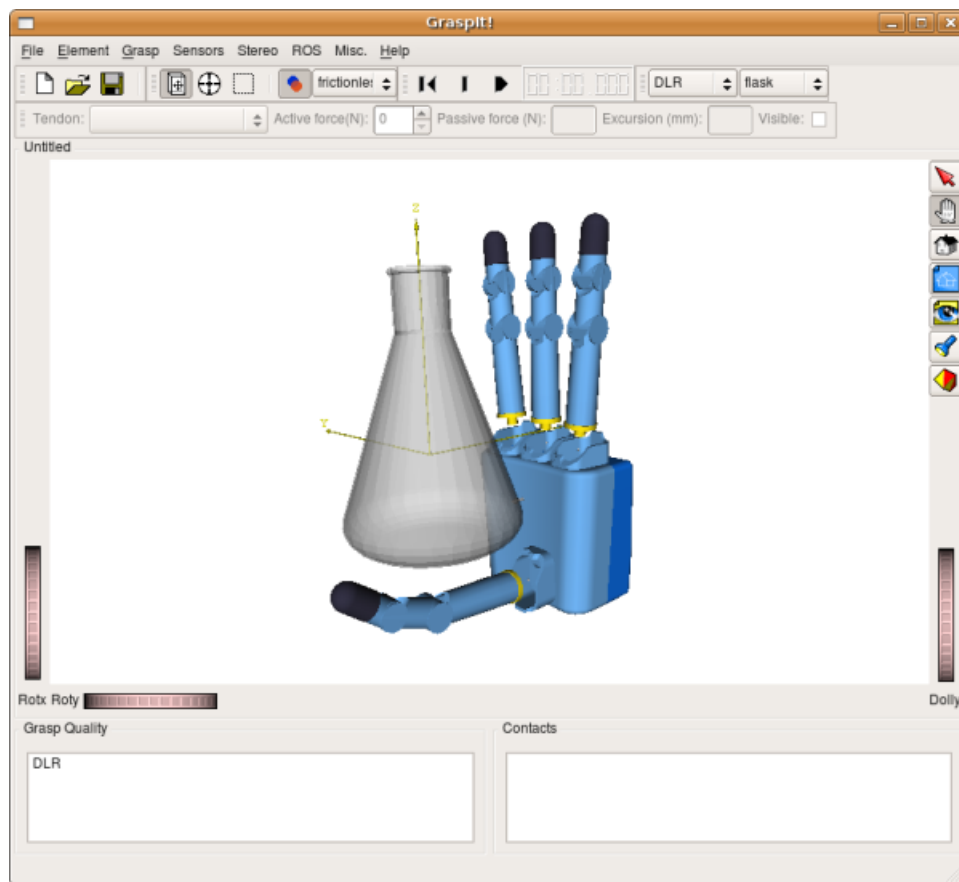 GraspIt!
File Element Grasp Sensors Stereo ROS Misc. Help
frictionles DLR flask
Tendon: Active force(N): 0 Passive force (N): Excursion (mm): Visible:
Untitled
Z
Y
Rotx Roty Dolly
Grasp Quality Contacts
DLR